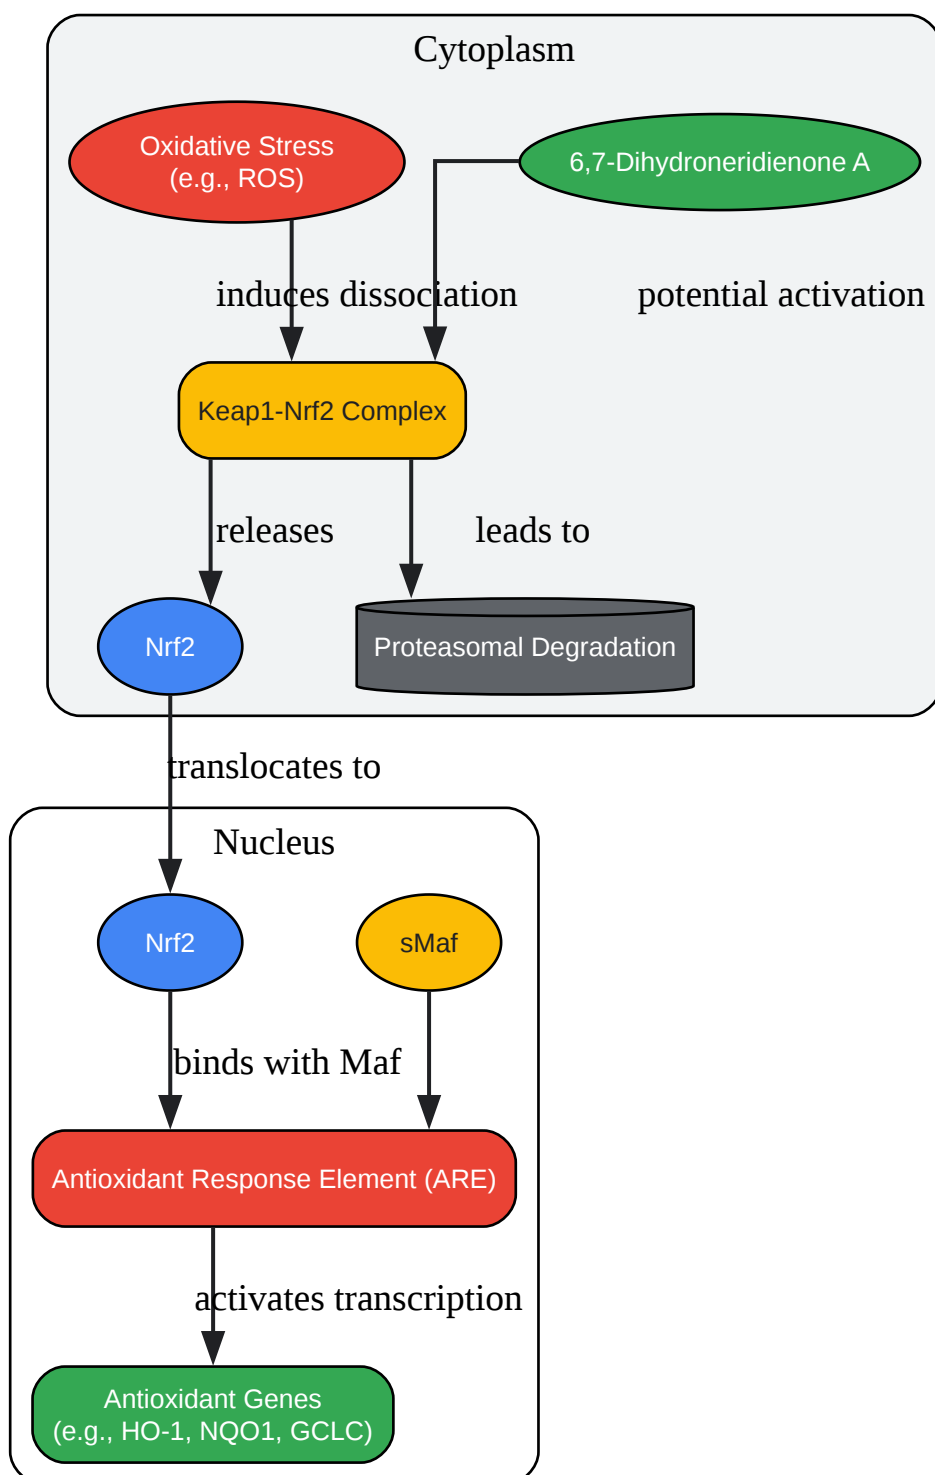 Cytoplasm
Oxidative Stress
(e.g., ROS)
6,7-Dihydroneridienone A
induces dissociation
potential activation
Keap1-Nrf2 Complex
releases
leads to
Nrf2
Proteasomal Degradation
translocates to
Nucleus
Nrf2
sMaf
binds with Maf
Antioxidant Response Element (ARE)
activates transcription
Antioxidant Genes
(e.g., HO-1, NQO1, GCLC)